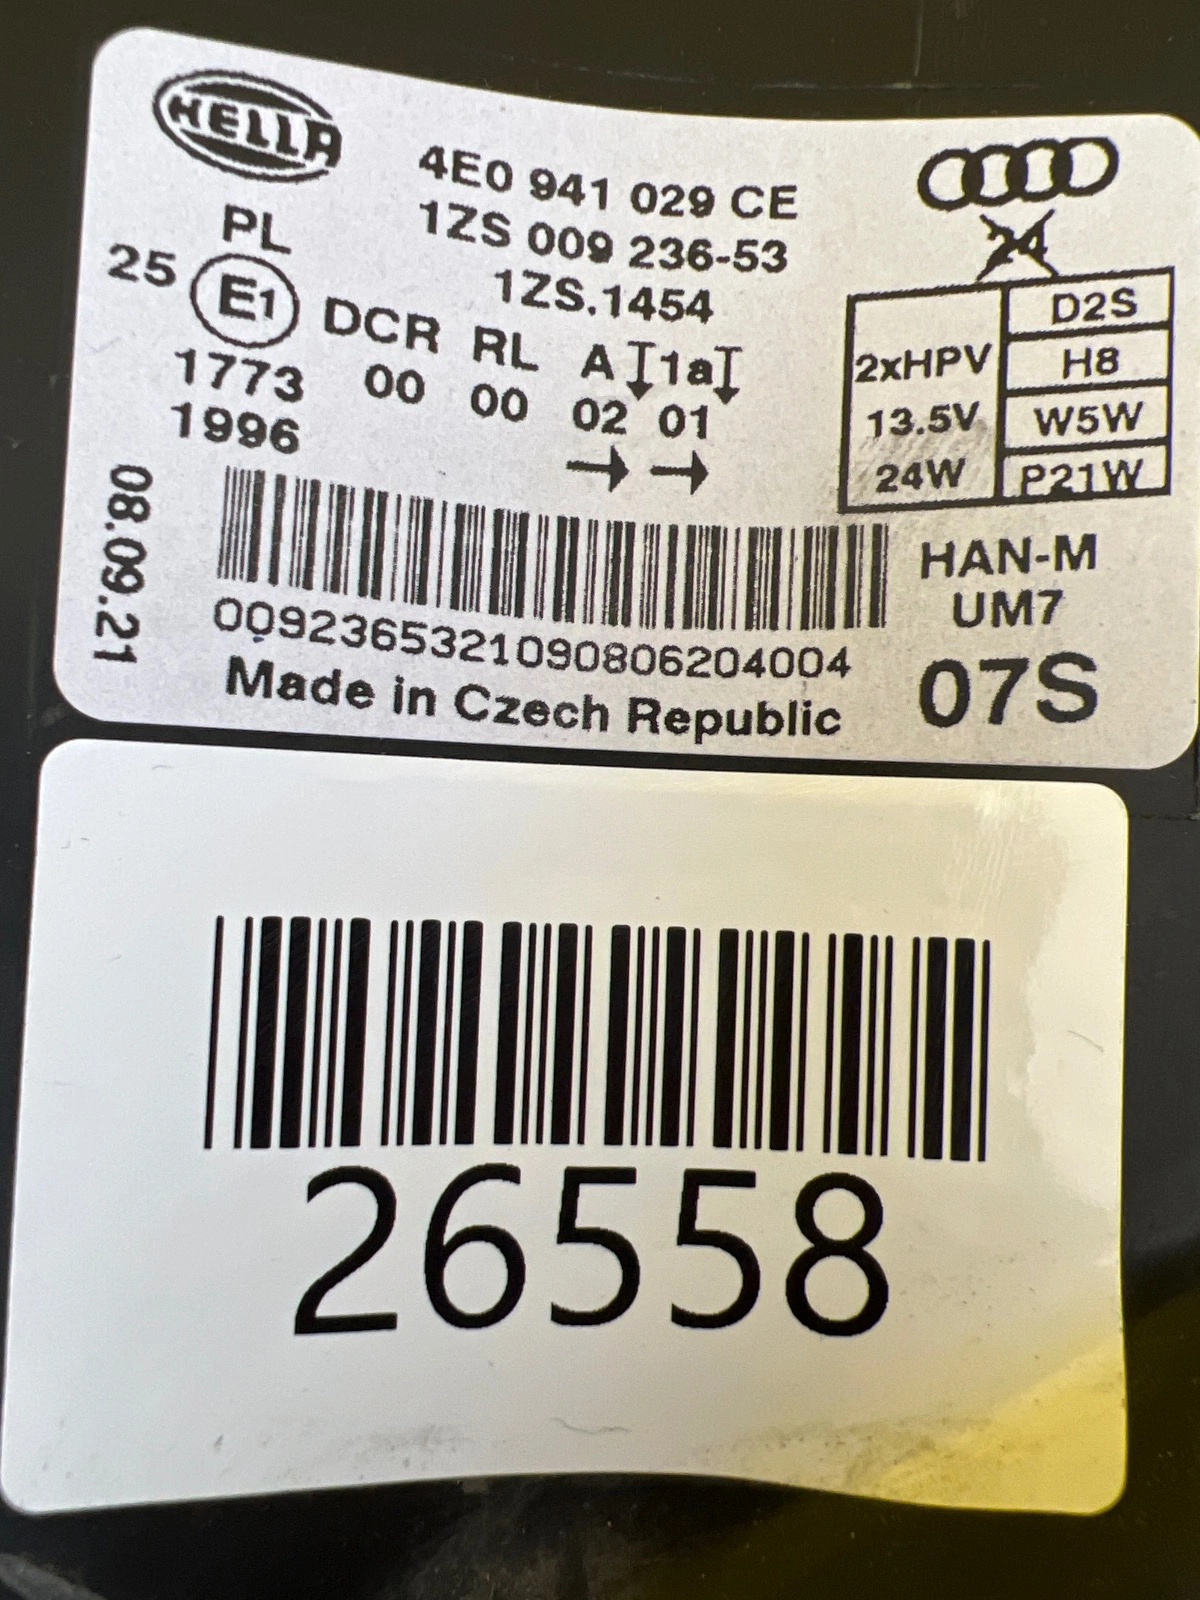 HELLA
4E0 941 029 CE
1ZS 009 236-53
1ZS.1454
PL
25 E1 DCR RL A 1a
1773 00 00 02 01
1996
→ →
24
2xHPV
13.5V
24W
D2S
H8
W5W
P21W
08.09.21
0092365321090806204004
Made in Czech Republic
HAN-M
UM7
07S
26558